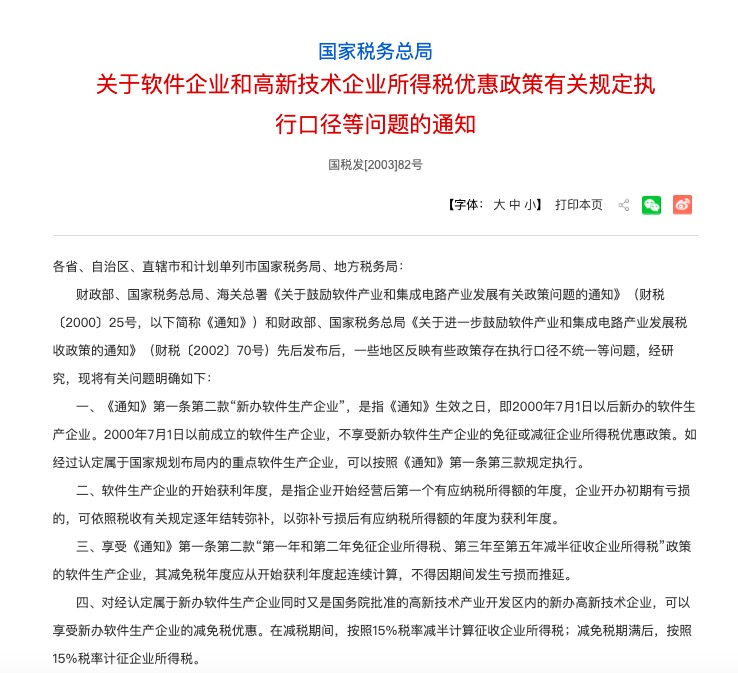 国家税务总局
关于软件企业和高新技术企业所得税优惠政策有关规定执
行口径等问题的通知
国税发[2003]82号
【字体： 大 中 小】 打印本页
各省、自治区、直辖市和计划单列市国家税务局、地方税务局：
财政部、国家税务总局、海关总署《关于鼓励软件产业和集成电路产业发展有关政策问题的通知》（财税
〔2000〕25号，以下简称《通知》）和财政部、国家税务总局《关于进一步鼓励软件产业和集成电路产业发展税
收政策的通知》（财税〔2002〕70号）先后发布后，一些地区反映有些政策存在执行口径不统一等问题，经研
究，现将有关问题明确如下：
一、《通知》第一条第二款“新办软件生产企业”，是指《通知》生效之日，即2000年7月1日以后新办的软件生
产企业。2000年7月1日以前成立的软件生产企业，不享受新办软件生产企业的免征或减征企业所得税优惠政策。如
经过认定属于国家规划布局内的重点软件生产企业，可以按照《通知》第一条第三款规定执行。
二、软件生产企业的开始获利年度，是指企业开始经营后第一个有应纳税所得额的年度，企业开办初期有亏损
的，可依照税收有关规定逐年结转弥补，以弥补亏损后有应纳税所得额的年度为获利年度。
三、享受《通知》第一条第二款“第一年和第二年免征企业所得税、第三年至第五年减半征收企业所得税”政策
的软件生产企业，其减免税年度应从开始获利年度起连续计算，不得因期间发生亏损而推延。
四、对经认定属于新办软件生产企业同时又是国务院批准的高新技术产业开发区内的新办高新技术企业，可以
享受新办软件生产企业的减免税优惠。在减税期间，按照15%税率减半计算征收企业所得税；减免税期满后，按照
15%税率计征企业所得税。